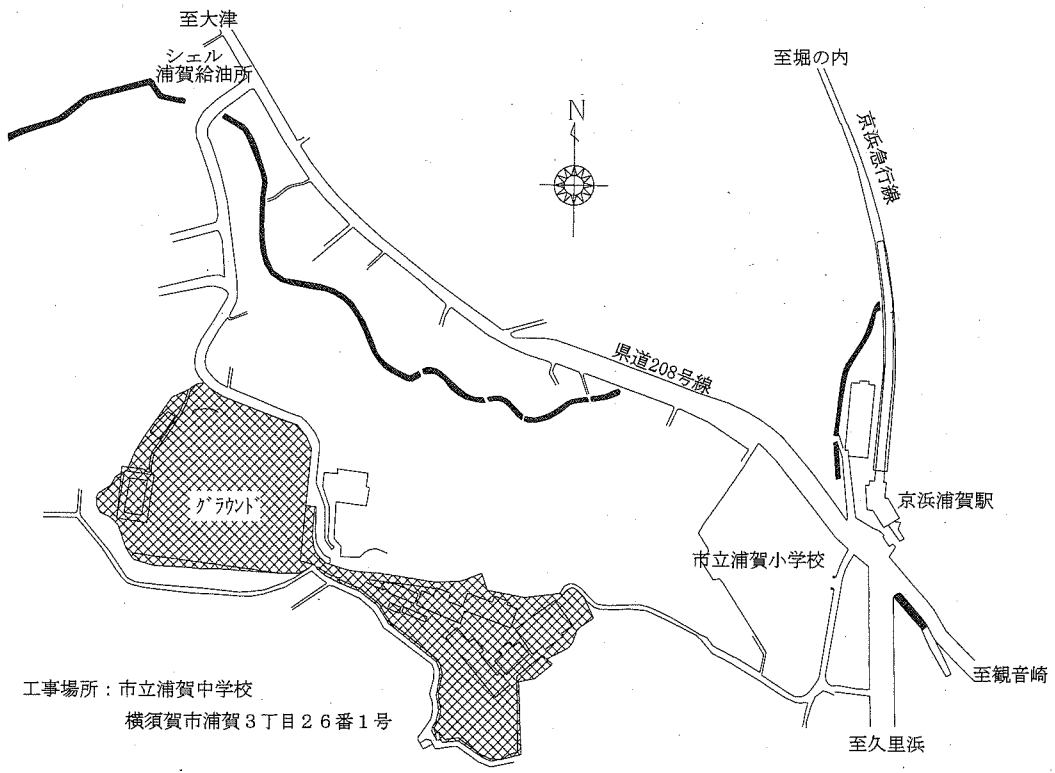 至大津
シェル
浦賀給油所
至堀の内
N
京浜急行線
県道208号線
グラウンド
京浜浦賀駅
市立浦賀小学校
至観音崎
工事場所：市立浦賀中学校
横須賀市浦賀３丁目２６番１号
至久里浜